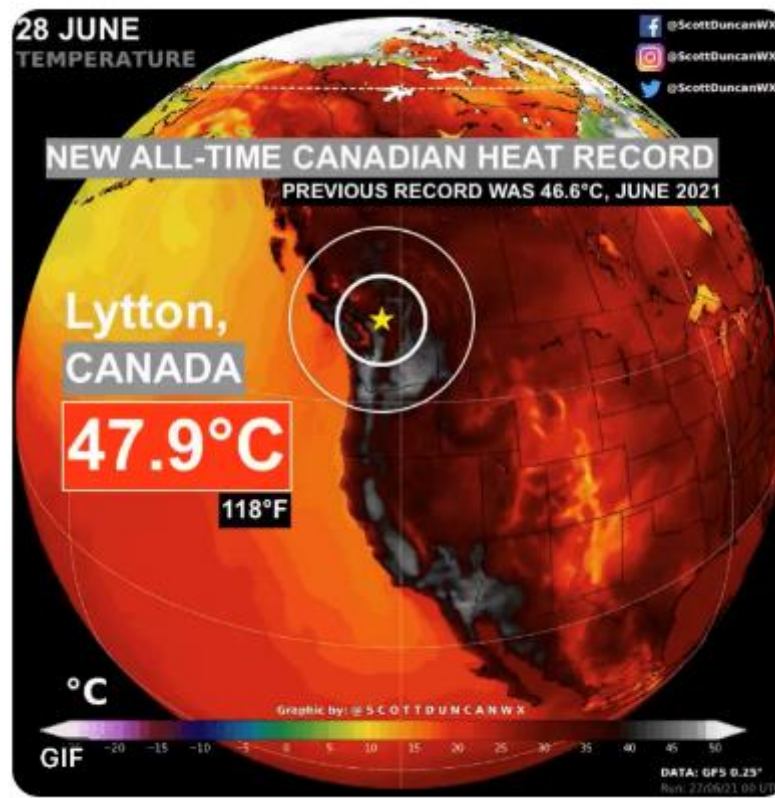 28 JUNE
TEMPERATURE
@ScottDuncanWX
@ScottDuncanWX
@ScottDuncanWX
NEW ALL-TIME CANADIAN HEAT RECORD
PREVIOUS RECORD WAS 46.6°C, JUNE 2021
Lytton,
CANADA
47.9°C
118°F
°C
Graphic by: @SCOTTDUNCANWX
-20 -15 -10 -5 0 5 10 15 20 25 30 35 40 45 50
GIF
DATA: GFS 0.25°
Run: 27/06/21 00 UT